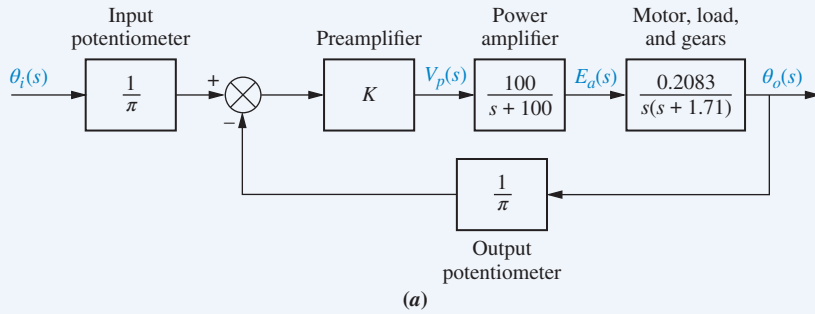 Input
potentiometer
Preamplifier
Power
amplifier
Motor, load,
and gears
θi(s)
1
π
+
−
K
Vp(s)
100
s + 100
Ea(s)
0.2083
s(s + 1.71)
θo(s)
1
π
Output
potentiometer
(a)